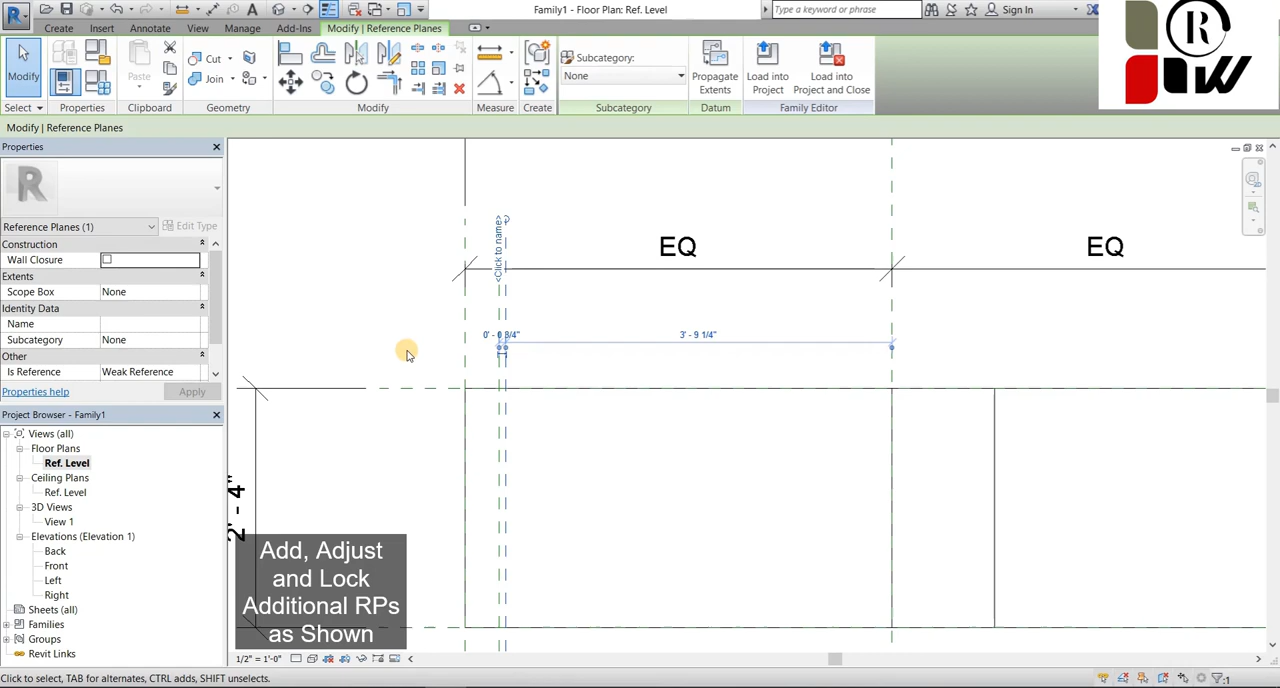 Family1 - Floor Plan: Ref. Level
Type a keyword or phrase
Sign In
Create Insert Annotate View Manage Add-Ins Modify | Reference Planes
Modify
Paste
Cut
Join
Subcategory:
None
Propagate
Extents
Load into
Project
Load into
Project and Close
Select Properties Clipboard Geometry Modify Measure Create Subcategory Datum Family Editor
R
Modify | Reference Planes
Properties
R
Reference Planes (1)
Edit Type
Construction
Wall Closure
Extents
Scope Box None
Identity Data
Name
Subcategory None
Other
Is Reference Weak Reference
Properties help
Apply
Project Browser - Family1
Views (all)
Floor Plans
Ref. Level
Ceiling Plans
Ref. Level
3D Views
View 1
Elevations (Elevation 1)
Back
Front
Left
Right
Sheets (all)
Families
Groups
Revit Links
<Click to name>
EQ
EQ
0' - 0 3/4"
3' - 9 1/4"
2' - 4"
Add, Adjust
and Lock
Additional RPs
as Shown
1/2" = 1'-0"
Click to select, TAB for alternates, CTRL adds, SHIFT unselects.
:1